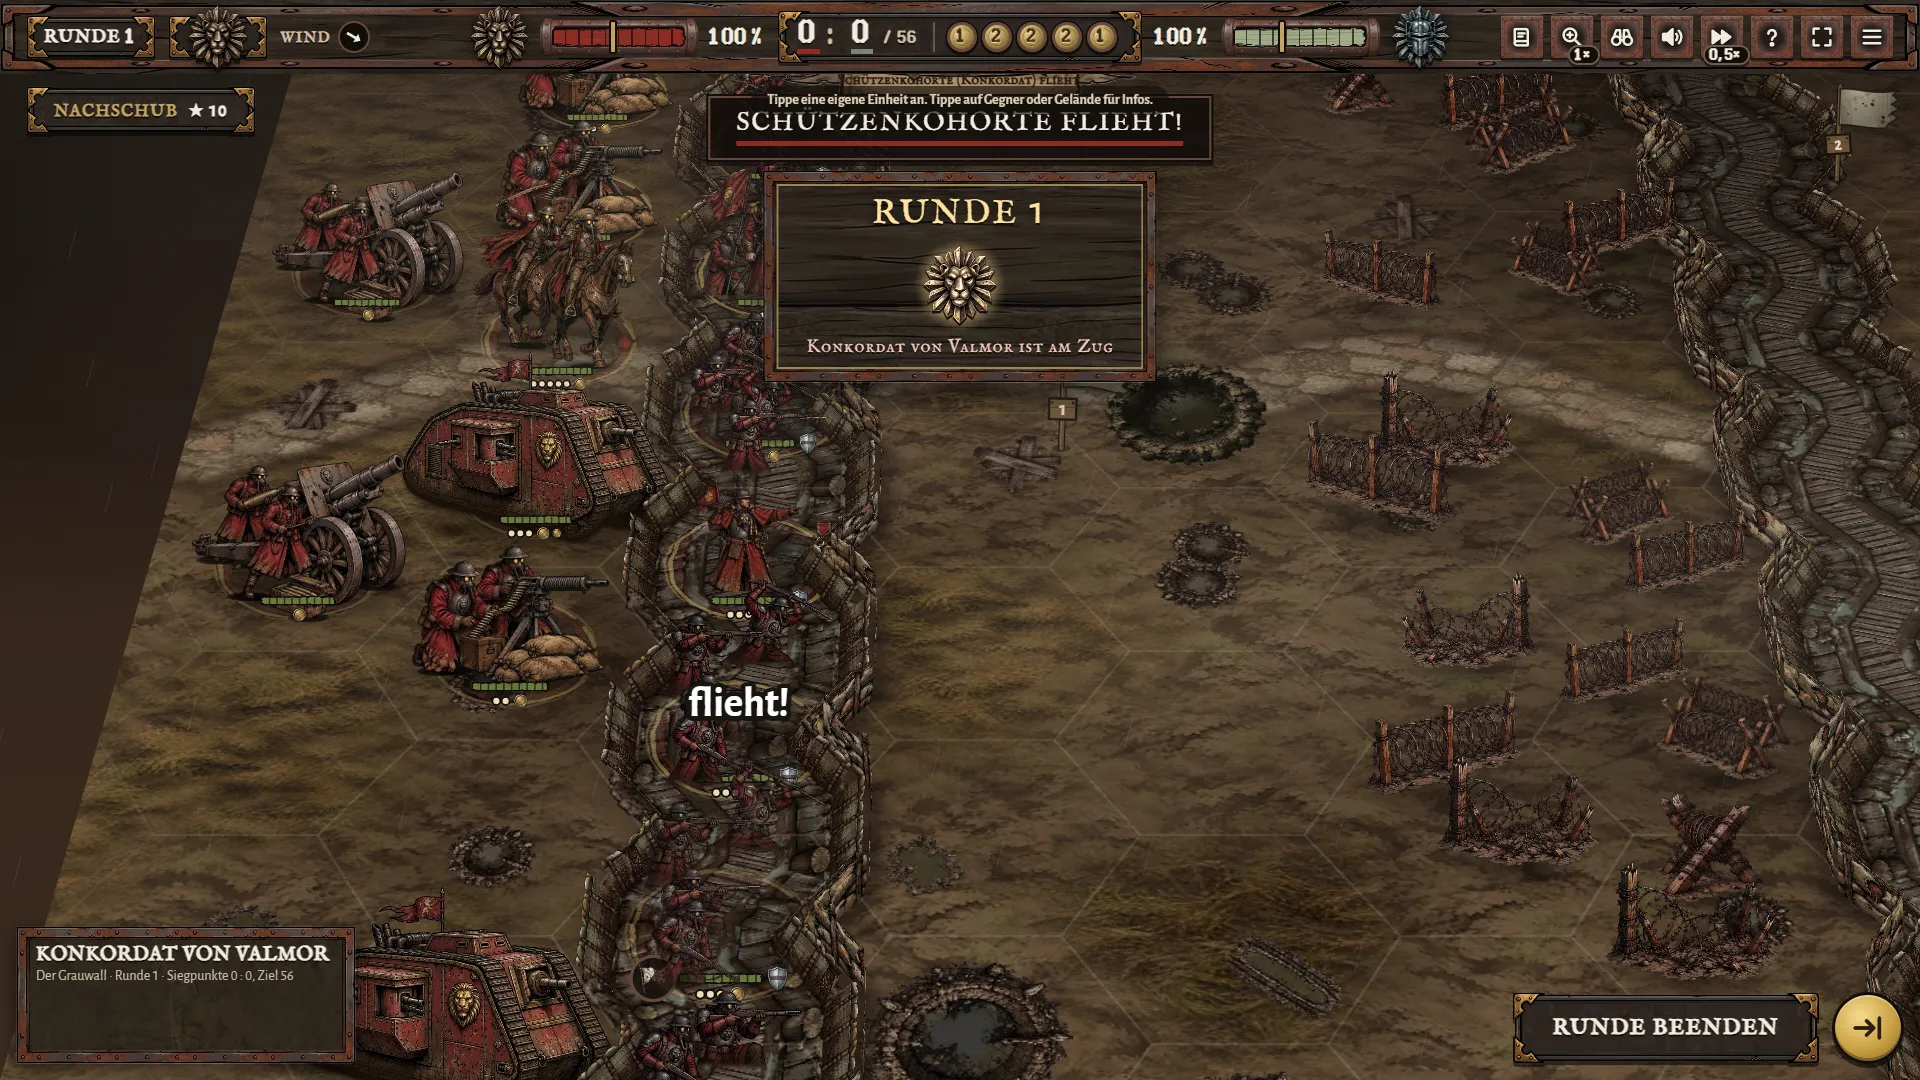 RUNDE 1
WIND
100%
0 : 0 / 56
1 2 2 2 1
100%
1×
0,5×
?
NACHSCHUB ★ 10
SCHÜTZENKOHORTE (KONKORDAT) FLIEHT
Tippe eine eigene Einheit an. Tippe auf Gegner oder Gelände für Infos.
SCHÜTZENKOHORTE FLIEHT!
2
RUNDE 1
Konkordat von Valmor ist am Zug
1
flieht!
KONKORDAT VON VALMOR
Der Grauwall · Runde 1 · Siegpunkte 0 : 0, Ziel 56
RUNDE BEENDEN